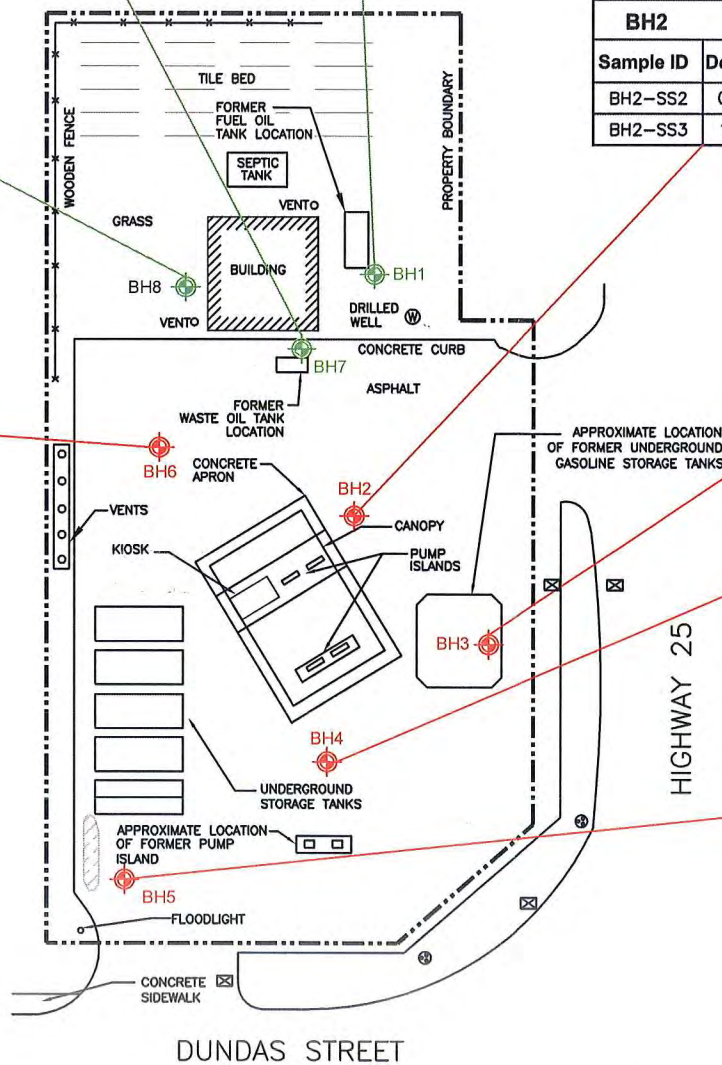 BH2
Sample ID
BH2-SS2
BH2-SS3
TILE BED
FORMER
FUEL OIL
TANK LOCATION
SEPTIC
TANK
WOODEN FENCE
PROPERTY BOUNDARY
VENT
GRASS
BUILDING
BH1
BH8
DRILLED
WELL
W
VENT
CONCRETE CURB
BH7
ASPHALT
FORMER
WASTE OIL TANK
LOCATION
APPROXIMATE LOCATION
OF FORMER UNDERGROUND
GASOLINE STORAGE TANKS
BH6
CONCRETE
APRON
BH2
VENTS
CANOPY
KIOSK
PUMP
ISLANDS
BH3
HIGHWAY 25
BH4
UNDERGROUND
STORAGE TANKS
APPROXIMATE LOCATION
OF FORMER PUMP
ISLAND
BH5
FLOODLIGHT
CONCRETE
SIDEWALK
DUNDAS STREET